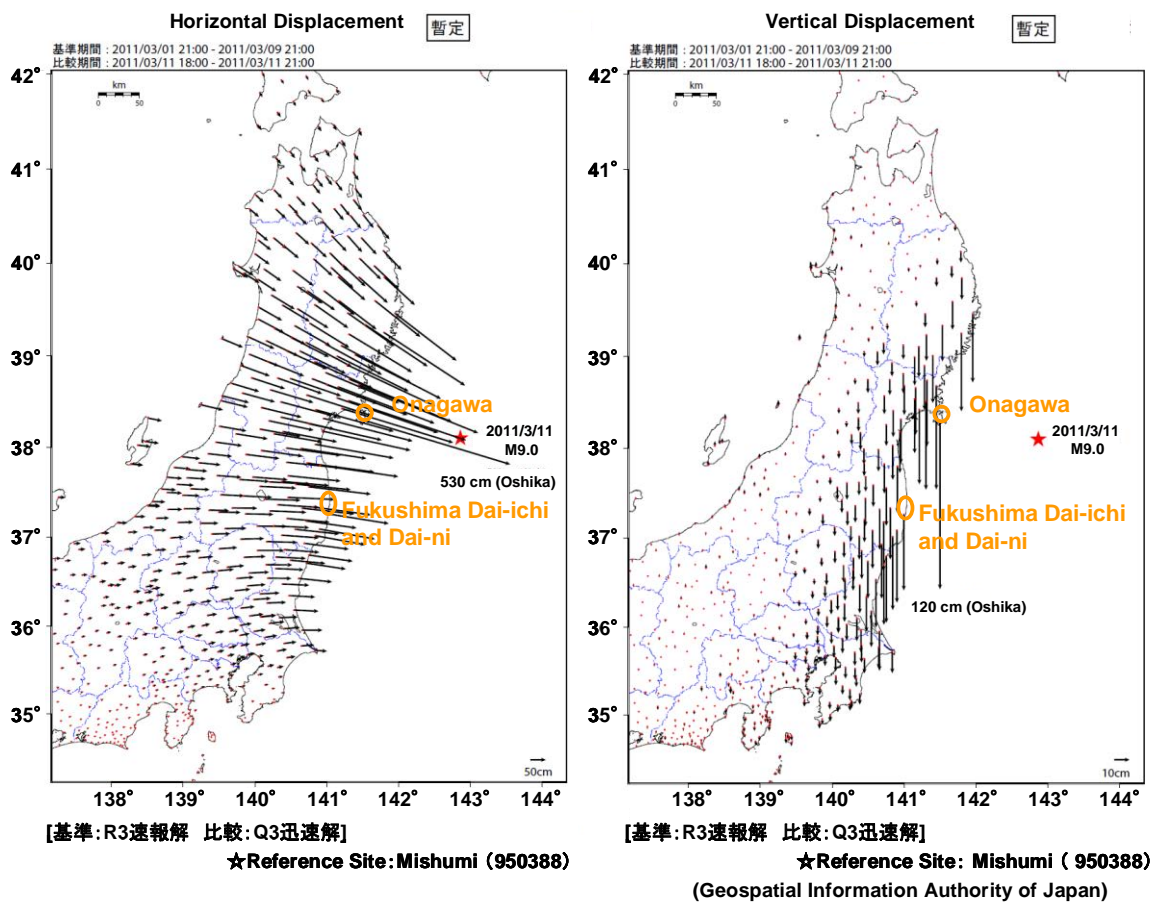 Horizontal Displacement
暫定
基準期間 : 2011/03/01 21:00 - 2011/03/09 21:00
比較期間 : 2011/03/11 18:00 - 2011/03/11 21:00
42°
41°
40°
39°
38°
37°
36°
35°
km
0 50
Onagawa
2011/3/11
M9.0
530 cm (Oshika)
Fukushima Dai-ichi
and Dai-ni
50cm
138° 139° 140° 141° 142° 143° 144°
[基準:R3速報解 比較:Q3迅速解]
☆Reference Site:Mishumi (950388)
Vertical Displacement
暫定
基準期間 : 2011/03/01 21:00 - 2011/03/09 21:00
比較期間 : 2011/03/11 18:00 - 2011/03/11 21:00
42°
41°
40°
39°
38°
37°
36°
35°
km
0 50
Onagawa
2011/3/11
M9.0
Fukushima Dai-ichi
and Dai-ni
120 cm (Oshika)
10cm
138° 139° 140° 141° 142° 143° 144°
[基準:R3速報解 比較:Q3迅速解]
☆Reference Site: Mishumi ( 950388)
(Geospatial Information Authority of Japan)